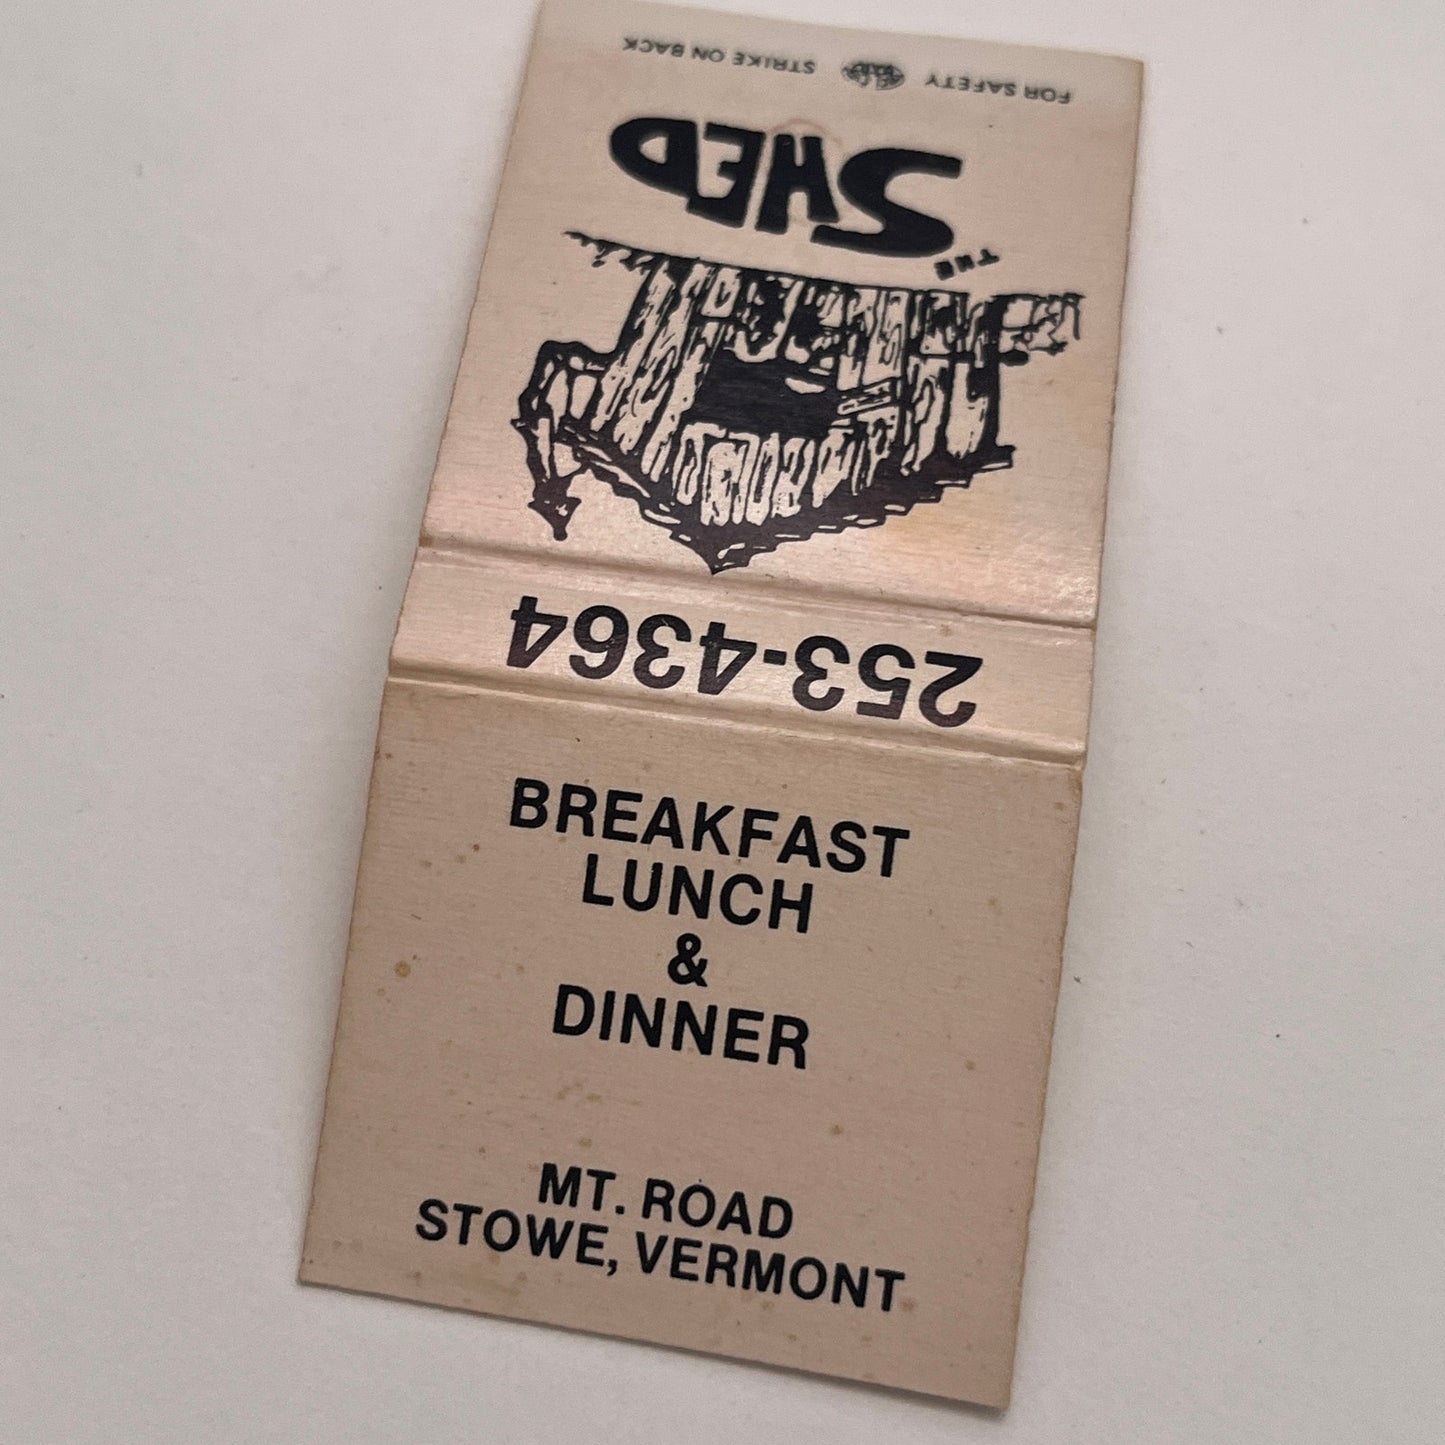 FOR SAFETY STRIKE ON BACK
THE SHED
253-4364
BREAKFAST
LUNCH
&
DINNER
MT. ROAD
STOWE, VERMONT